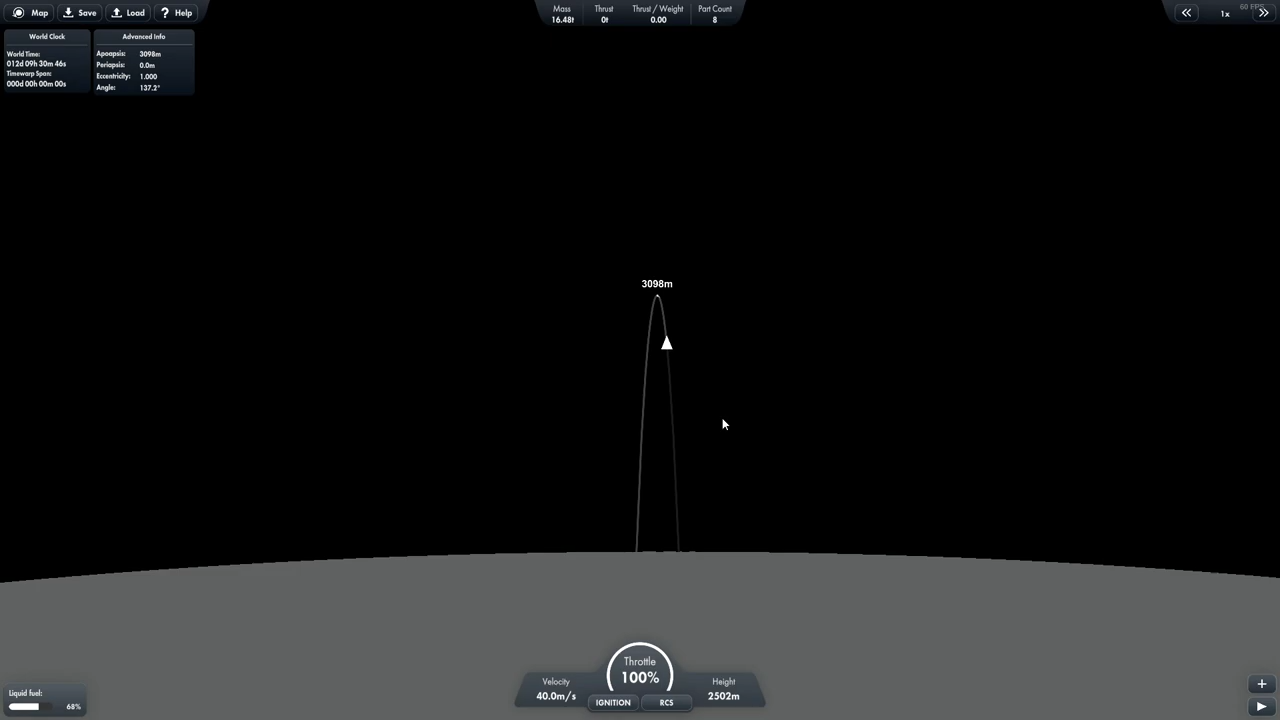 Map
Save
Load
Help
Mass
16.48t
Thrust
0t
Thrust / Weight
0.00
Part Count
8
1x
60 FPS
World Clock
World Time:
012d 09h 30m 46s
Timewarp Span:
000d 00h 00m 00s
Advanced Info
Apoapsis: 3098m
Periapsis: 0.0m
Eccentricity: 1.000
Angle: 137.2°
3098m
Throttle
100%
Velocity
40.0m/s
Height
2502m
IGNITION
RCS
Liquid fuel:
68%